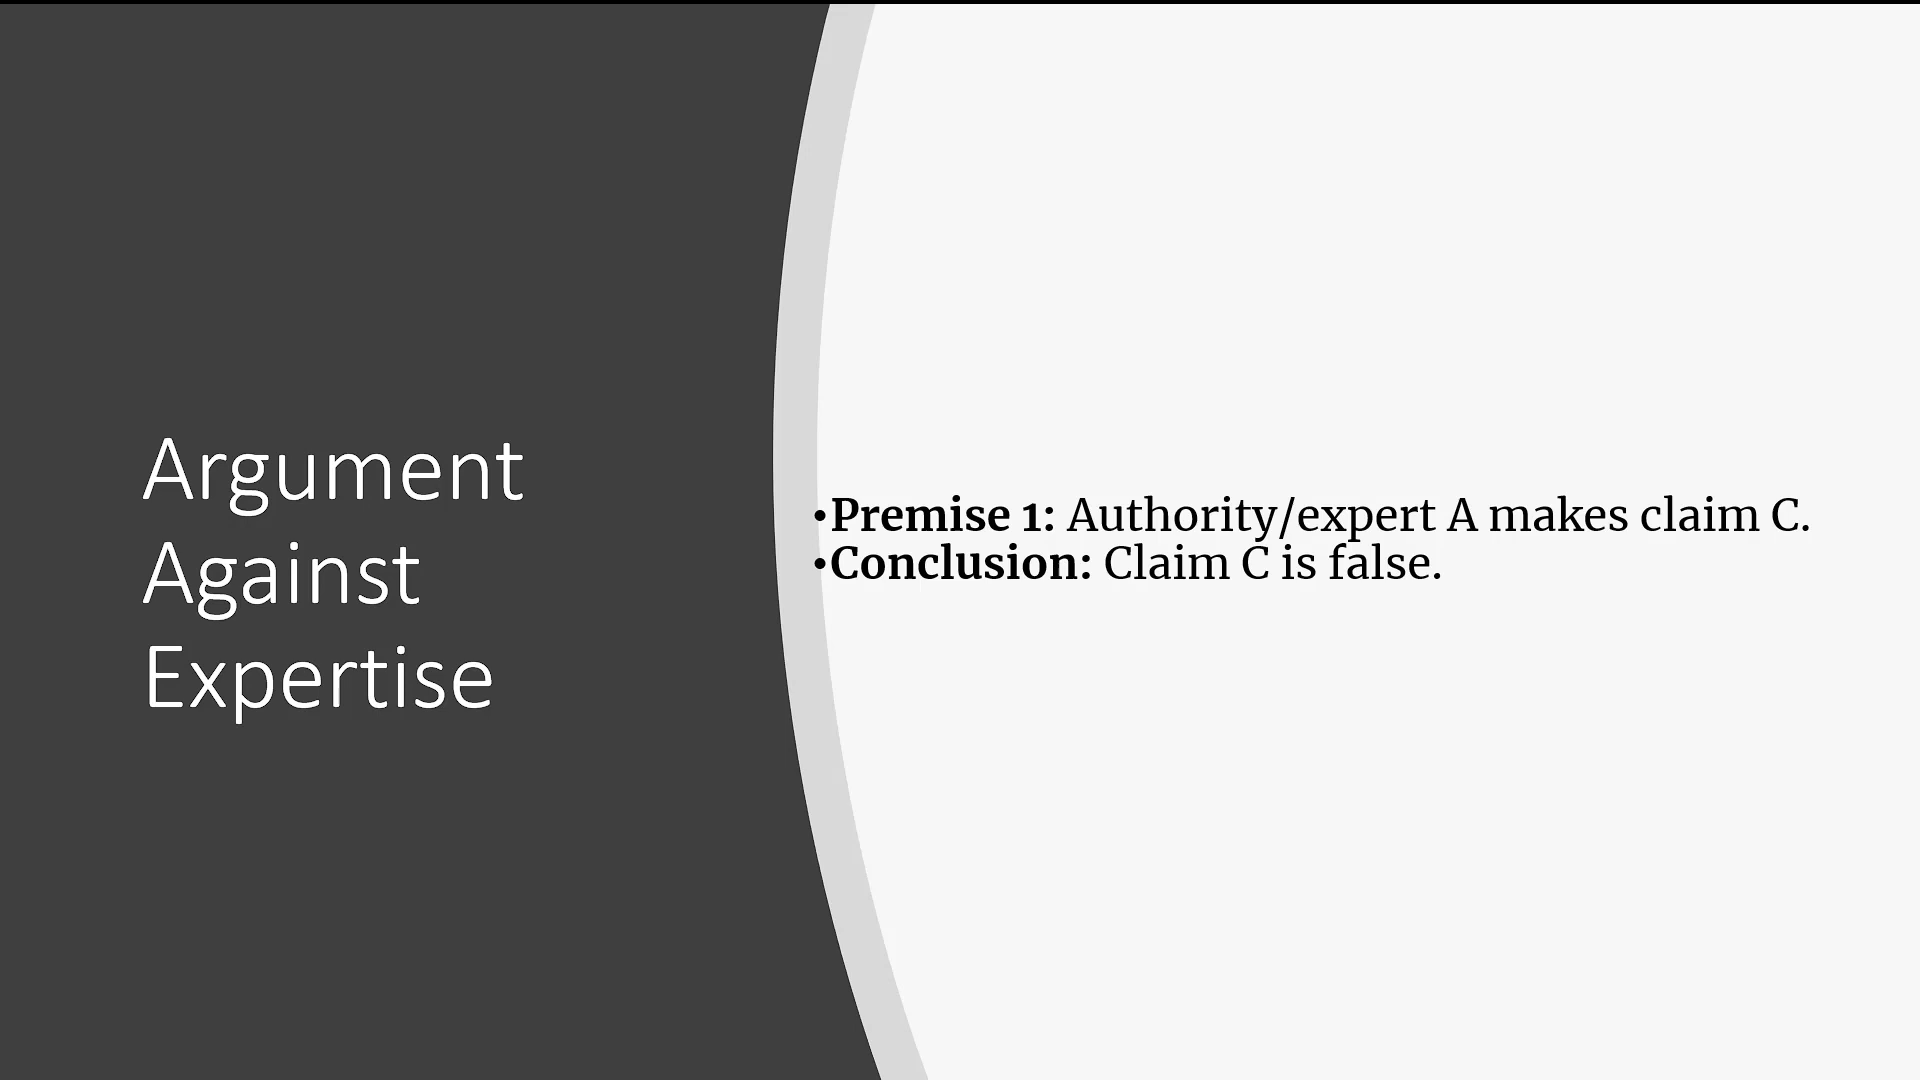 Argument
Against
Expertise
•Premise 1: Authority/expert A makes claim C.
•Conclusion: Claim C is false.